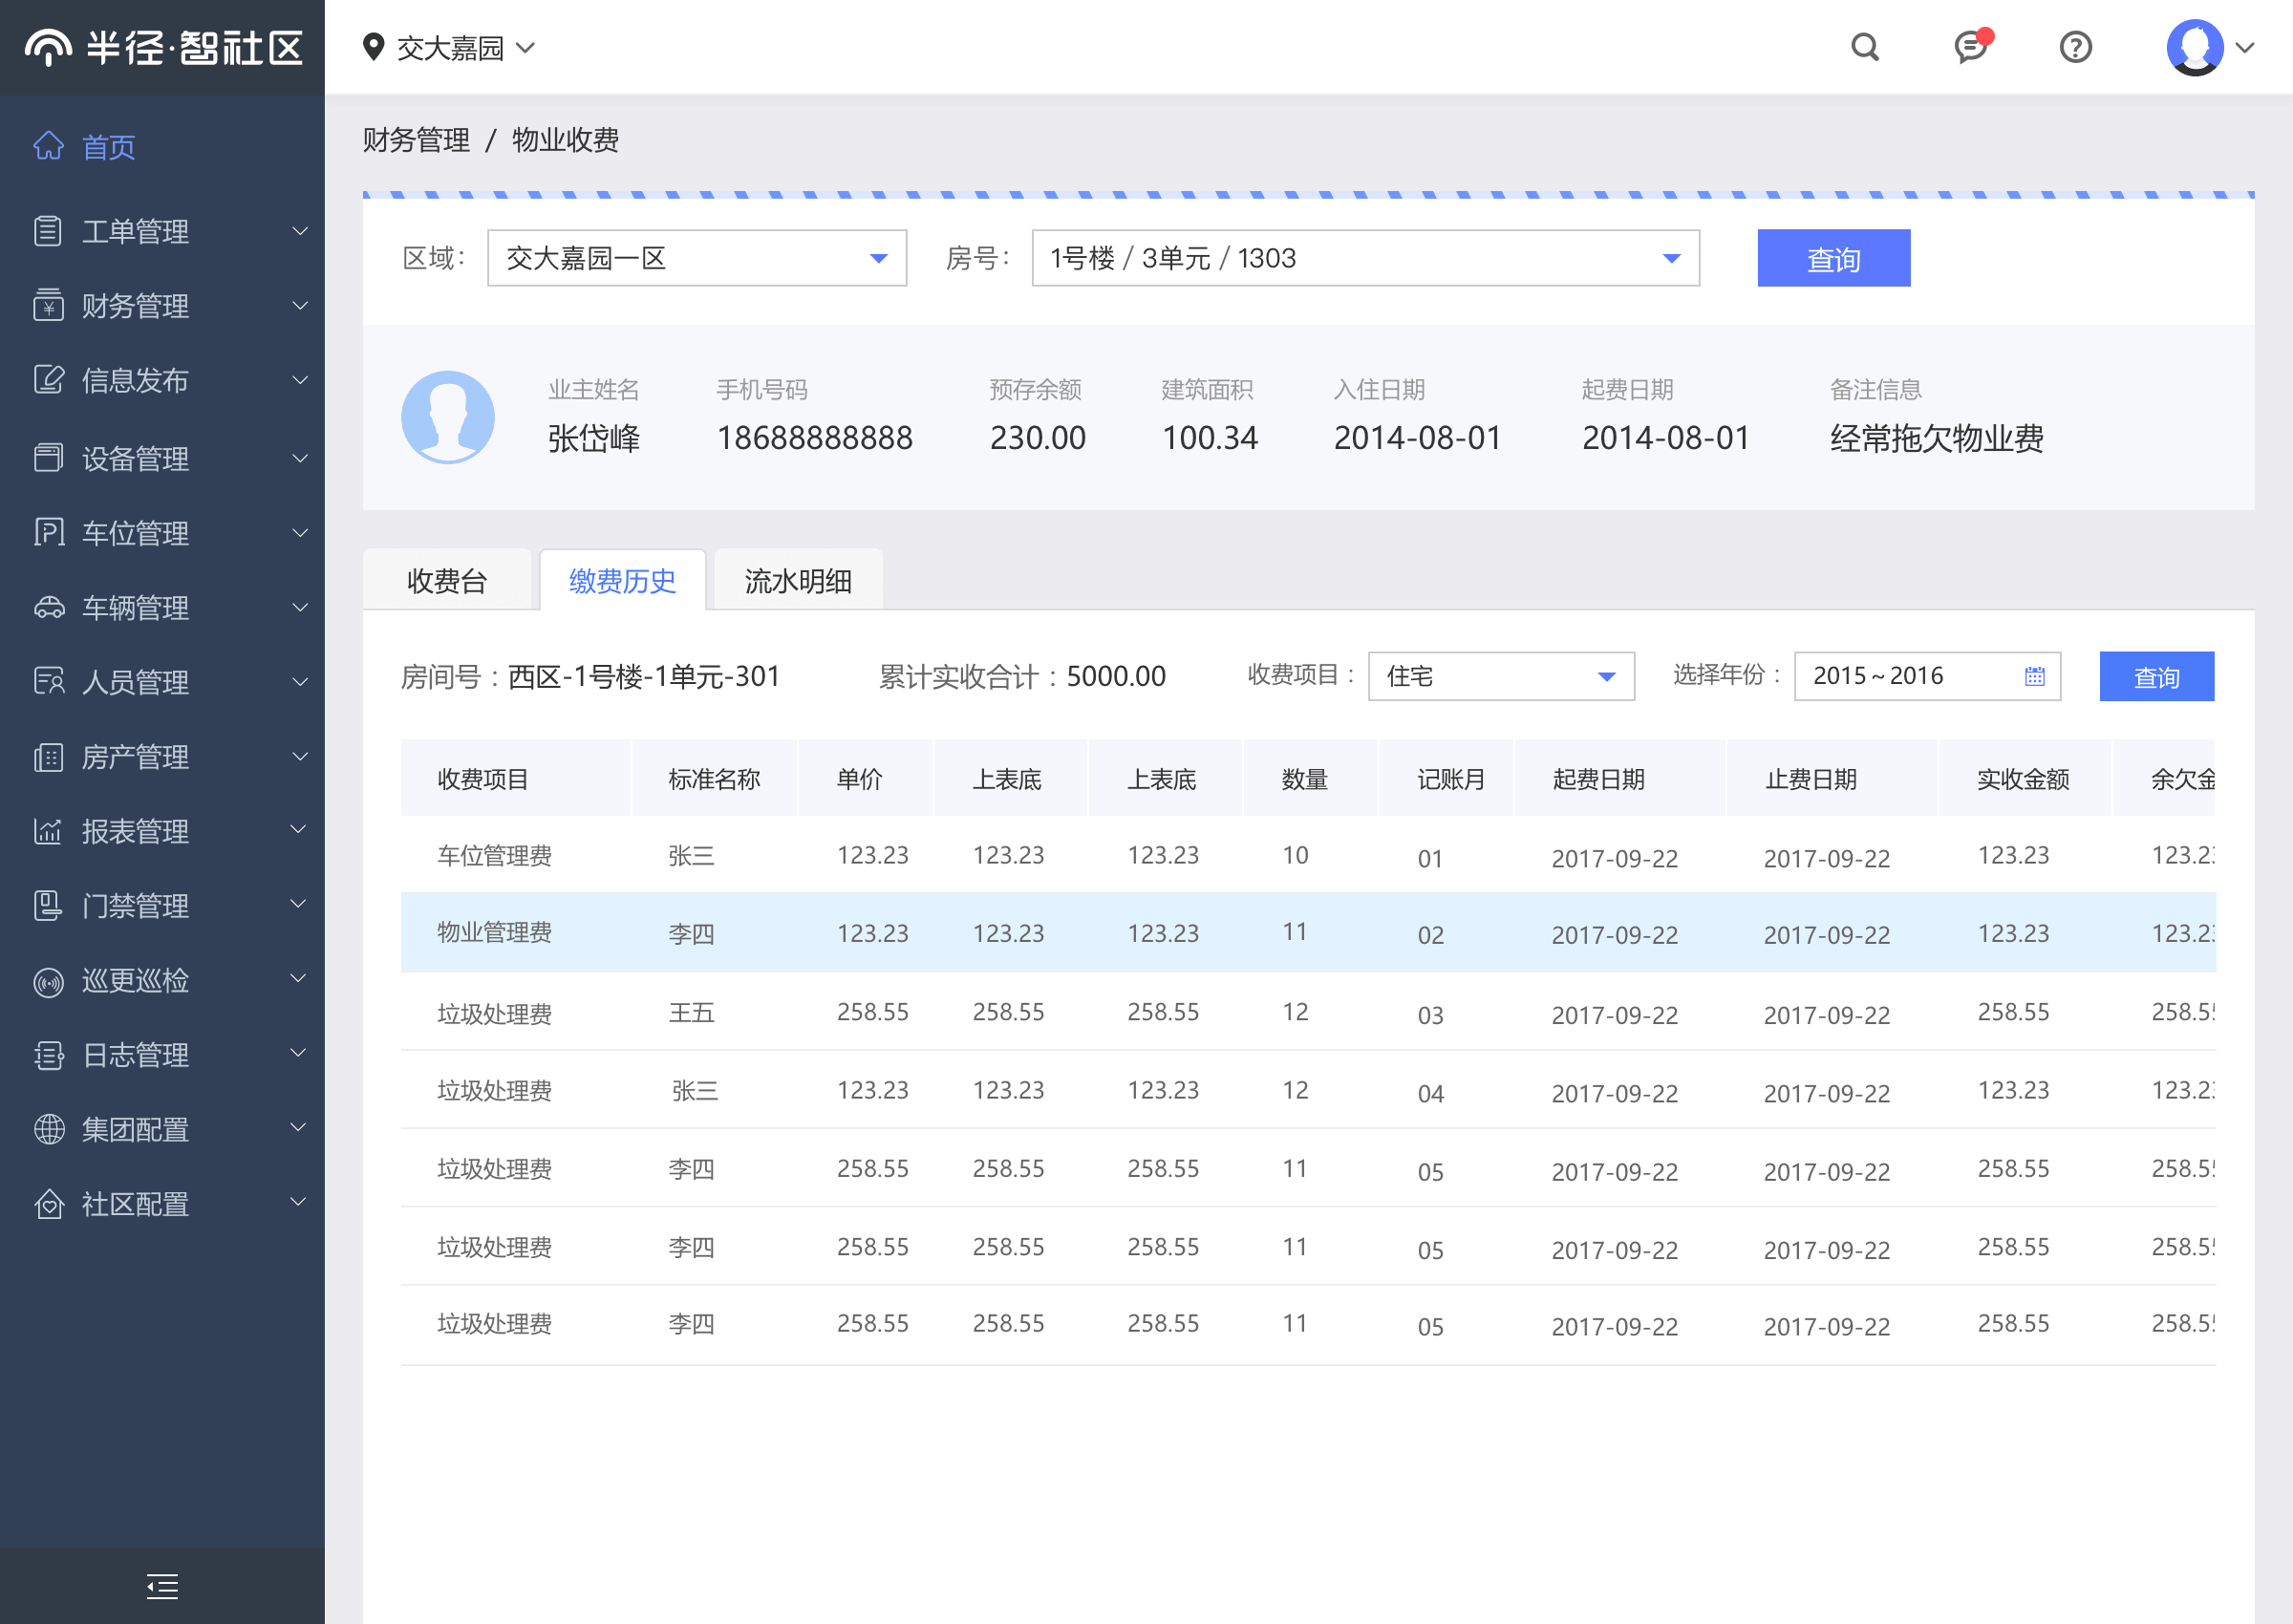 半径·智社区
交大嘉园
首页
工单管理
财务管理
信息发布
设备管理
车位管理
车辆管理
人员管理
房产管理
报表管理
门禁管理
巡更巡检
日志管理
集团配置
社区配置
财务管理 / 物业收费
区域: 交大嘉园一区 房号: 1号楼 / 3单元 / 1303 查询
业主姓名 手机号码 预存余额 建筑面积 入住日期 起费日期 备注信息
张岱峰 18688888888 230.00 100.34 2014-08-01 2014-08-01 经常拖欠物业费
收费台 缴费历史 流水明细
房间号：西区-1号楼-1单元-301 累计实收合计：5000.00 收费项目： 住宅 选择年份： 2015 ~ 2016 查询
收费项目 标准名称 单价 上表底 上表底 数量 记账月 起费日期 止费日期 实收金额 余欠金
车位管理费 张三 123.23 123.23 123.23 10 01 2017-09-22 2017-09-22 123.23 123.2
物业管理费 李四 123.23 123.23 123.23 11 02 2017-09-22 2017-09-22 123.23 123.2
垃圾处理费 王五 258.55 258.55 258.55 12 03 2017-09-22 2017-09-22 258.55 258.5
垃圾处理费 张三 123.23 123.23 123.23 12 04 2017-09-22 2017-09-22 123.23 123.2
垃圾处理费 李四 258.55 258.55 258.55 11 05 2017-09-22 2017-09-22 258.55 258.5
垃圾处理费 李四 258.55 258.55 258.55 11 05 2017-09-22 2017-09-22 258.55 258.5
垃圾处理费 李四 258.55 258.55 258.55 11 05 2017-09-22 2017-09-22 258.55 258.5